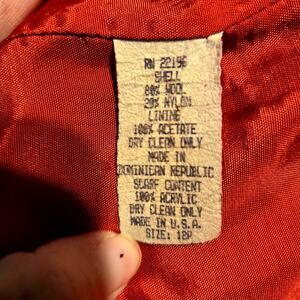 RN 22196
SHELL
80% WOOL
20% NYLON
LINING
100% ACETATE
DRY CLEAN ONLY
MADE IN
DOMINICAN REPUBLIC
SCARF CONTENT
100% ACRYLIC
DRY CLEAN ONLY
MADE IN U.S.A.
SIZE: 12P